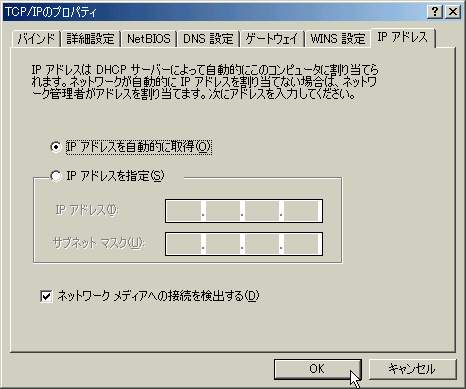 TCP/IPのプロパティ
バインド 詳細設定 NetBIOS DNS 設定 ゲートウェイ WINS 設定 IP アドレス
IP アドレスは DHCP サーバーによって自動的にこのコンピュータに割り当てら
れます。ネットワークが自動的に IP アドレスを割り当てない場合は、ネットワ
ーク管理者がアドレスを割り当てます。次にアドレスを入力してください。
IP アドレスを自動的に取得(O)
IP アドレスを指定(S)
IP アドレス(I):
サブネット マスク(U):
ネットワーク メディアへの接続を検出する(D)
OK キャンセル